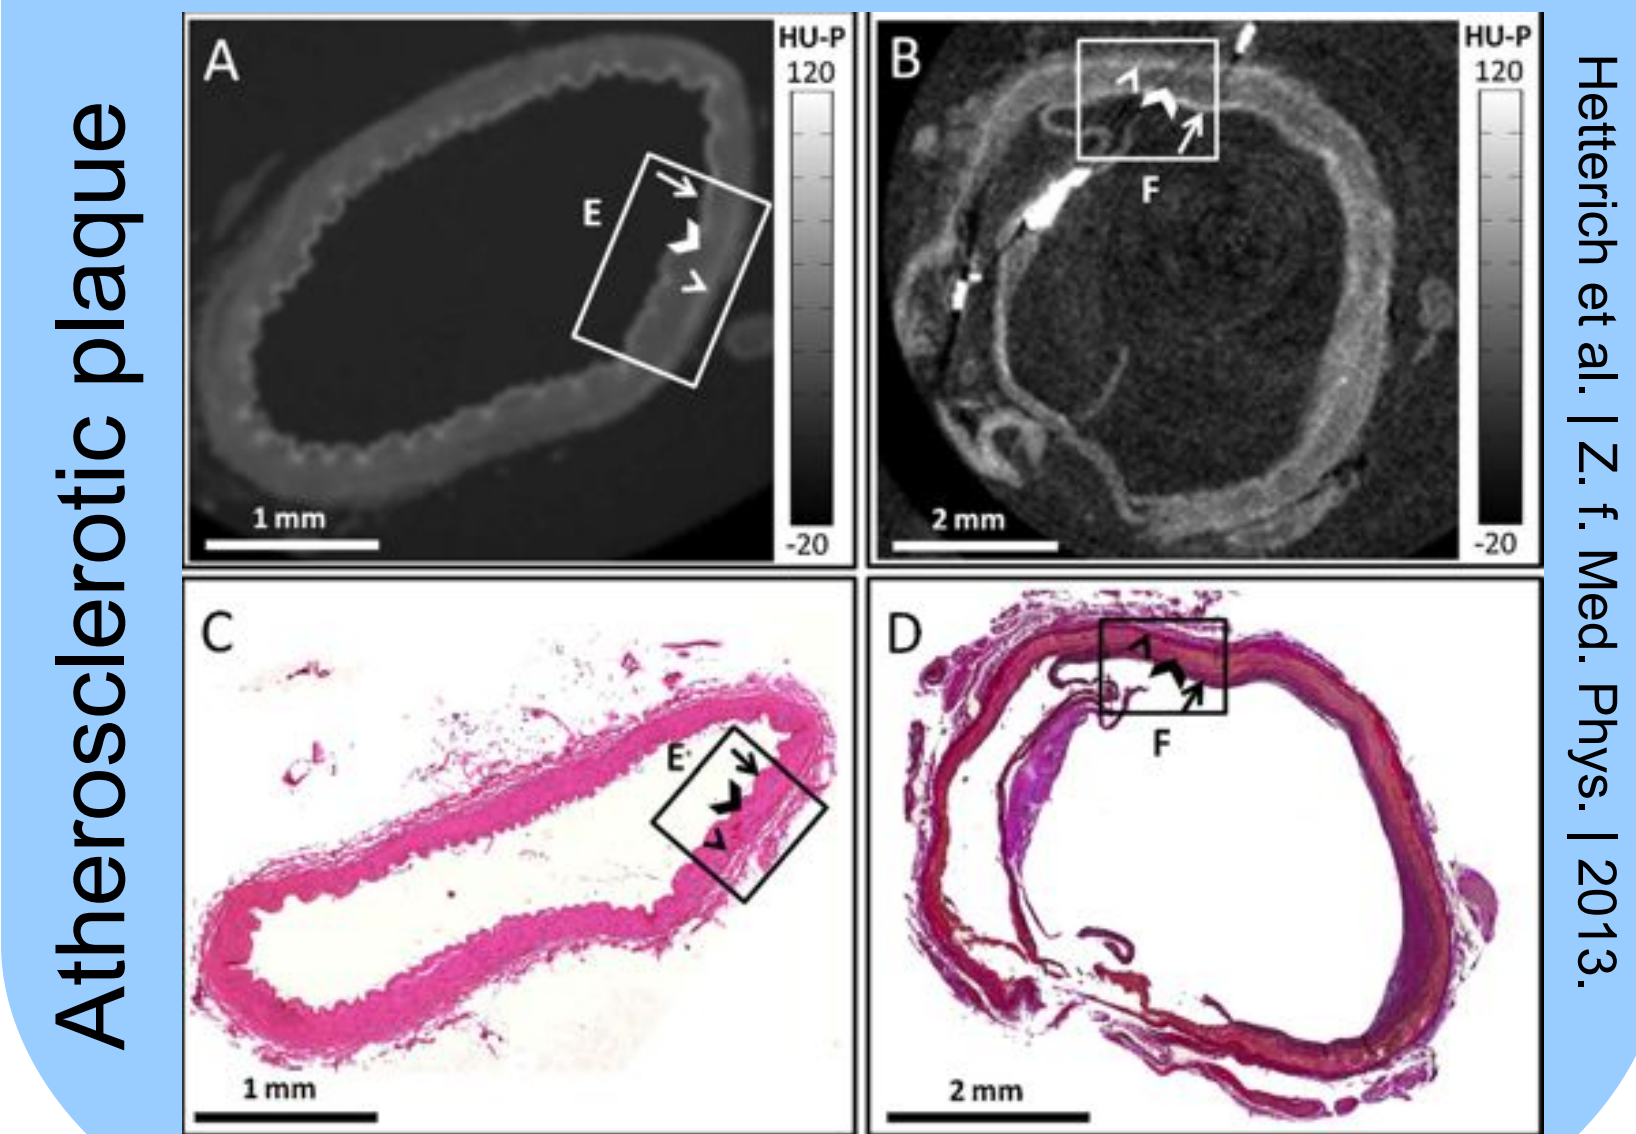 Atherosclerotic plaque
A
HU-P
120
E
1 mm
-20
B
HU-P
120
F
2 mm
-20
C
E
1 mm
D
F
2 mm
Hetterich et al. | Z. f. Med. Phys. | 2013.